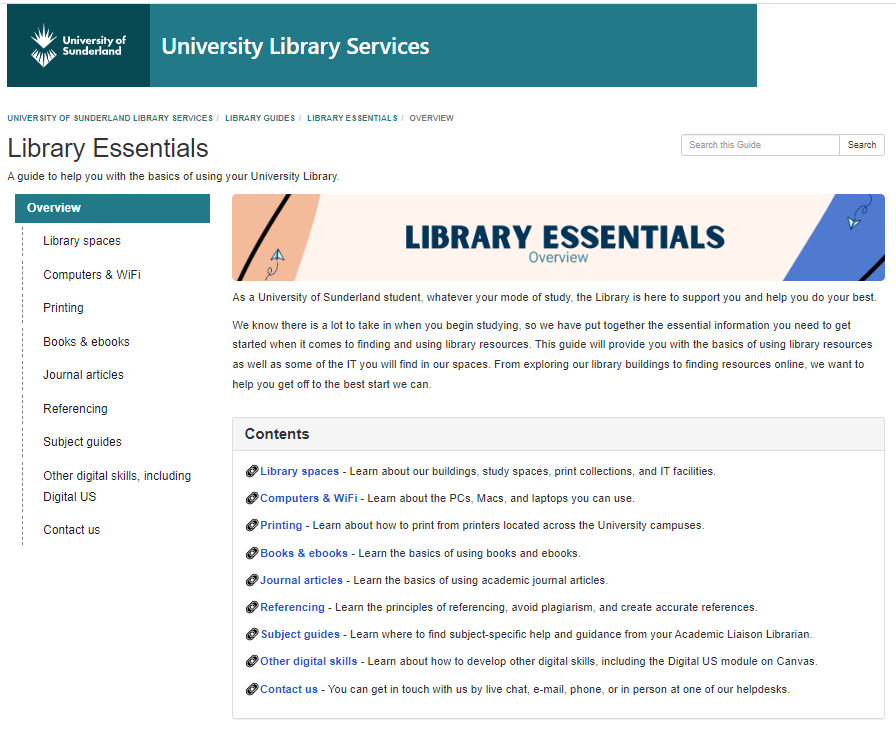 University of
Sunderland
University Library Services
UNIVERSITY OF SUNDERLAND LIBRARY SERVICES / LIBRARY GUIDES / LIBRARY ESSENTIALS / OVERVIEW
Library Essentials
Search this Guide
Search
A guide to help you with the basics of using your University Library.
Overview
Library spaces
Computers & WiFi
Printing
Books & ebooks
Journal articles
Referencing
Subject guides
Other digital skills, including
Digital US
Contact us
LIBRARY ESSENTIALS
Overview
As a University of Sunderland student, whatever your mode of study, the Library is here to support you and help you do your best.
We know there is a lot to take in when you begin studying, so we have put together the essential information you need to get
started when it comes to finding and using library resources. This guide will provide you with the basics of using library resources
as well as some of the IT you will find in our spaces. From exploring our library buildings to finding resources online, we want to
help you get off to the best start we can.
Contents
Library spaces - Learn about our buildings, study spaces, print collections, and IT facilities.
Computers & WiFi - Learn about the PCs, Macs, and laptops you can use.
Printing - Learn about how to print from printers located across the University campuses.
Books & ebooks - Learn the basics of using books and ebooks.
Journal articles - Learn the basics of using academic journal articles.
Referencing - Learn the principles of referencing, avoid plagiarism, and create accurate references.
Subject guides - Learn where to find subject-specific help and guidance from your Academic Liaison Librarian.
Other digital skills - Learn about how to develop other digital skills, including the Digital US module on Canvas.
Contact us - You can get in touch with us by live chat, e-mail, phone, or in person at one of our helpdesks.